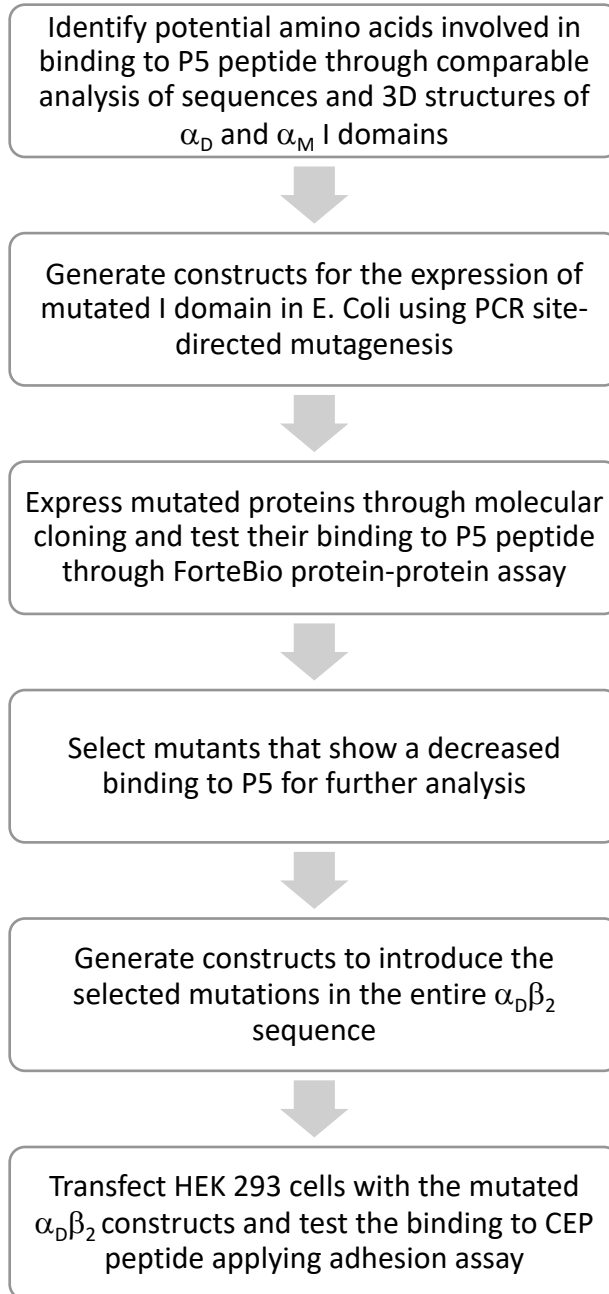 Identify potential amino acids involved in
binding to P5 peptide through comparable
analysis of sequences and 3D structures of
αD and αM I domains
Generate constructs for the expression of
mutated I domain in E. Coli using PCR site-
directed mutagenesis
Express mutated proteins through molecular
cloning and test their binding to P5 peptide
through ForteBio protein-protein assay
Select mutants that show a decreased
binding to P5 for further analysis
Generate constructs to introduce the
selected mutations in the entire αDβ2
sequence
Transfect HEK 293 cells with the mutated
αDβ2 constructs and test the binding to CEP
peptide applying adhesion assay